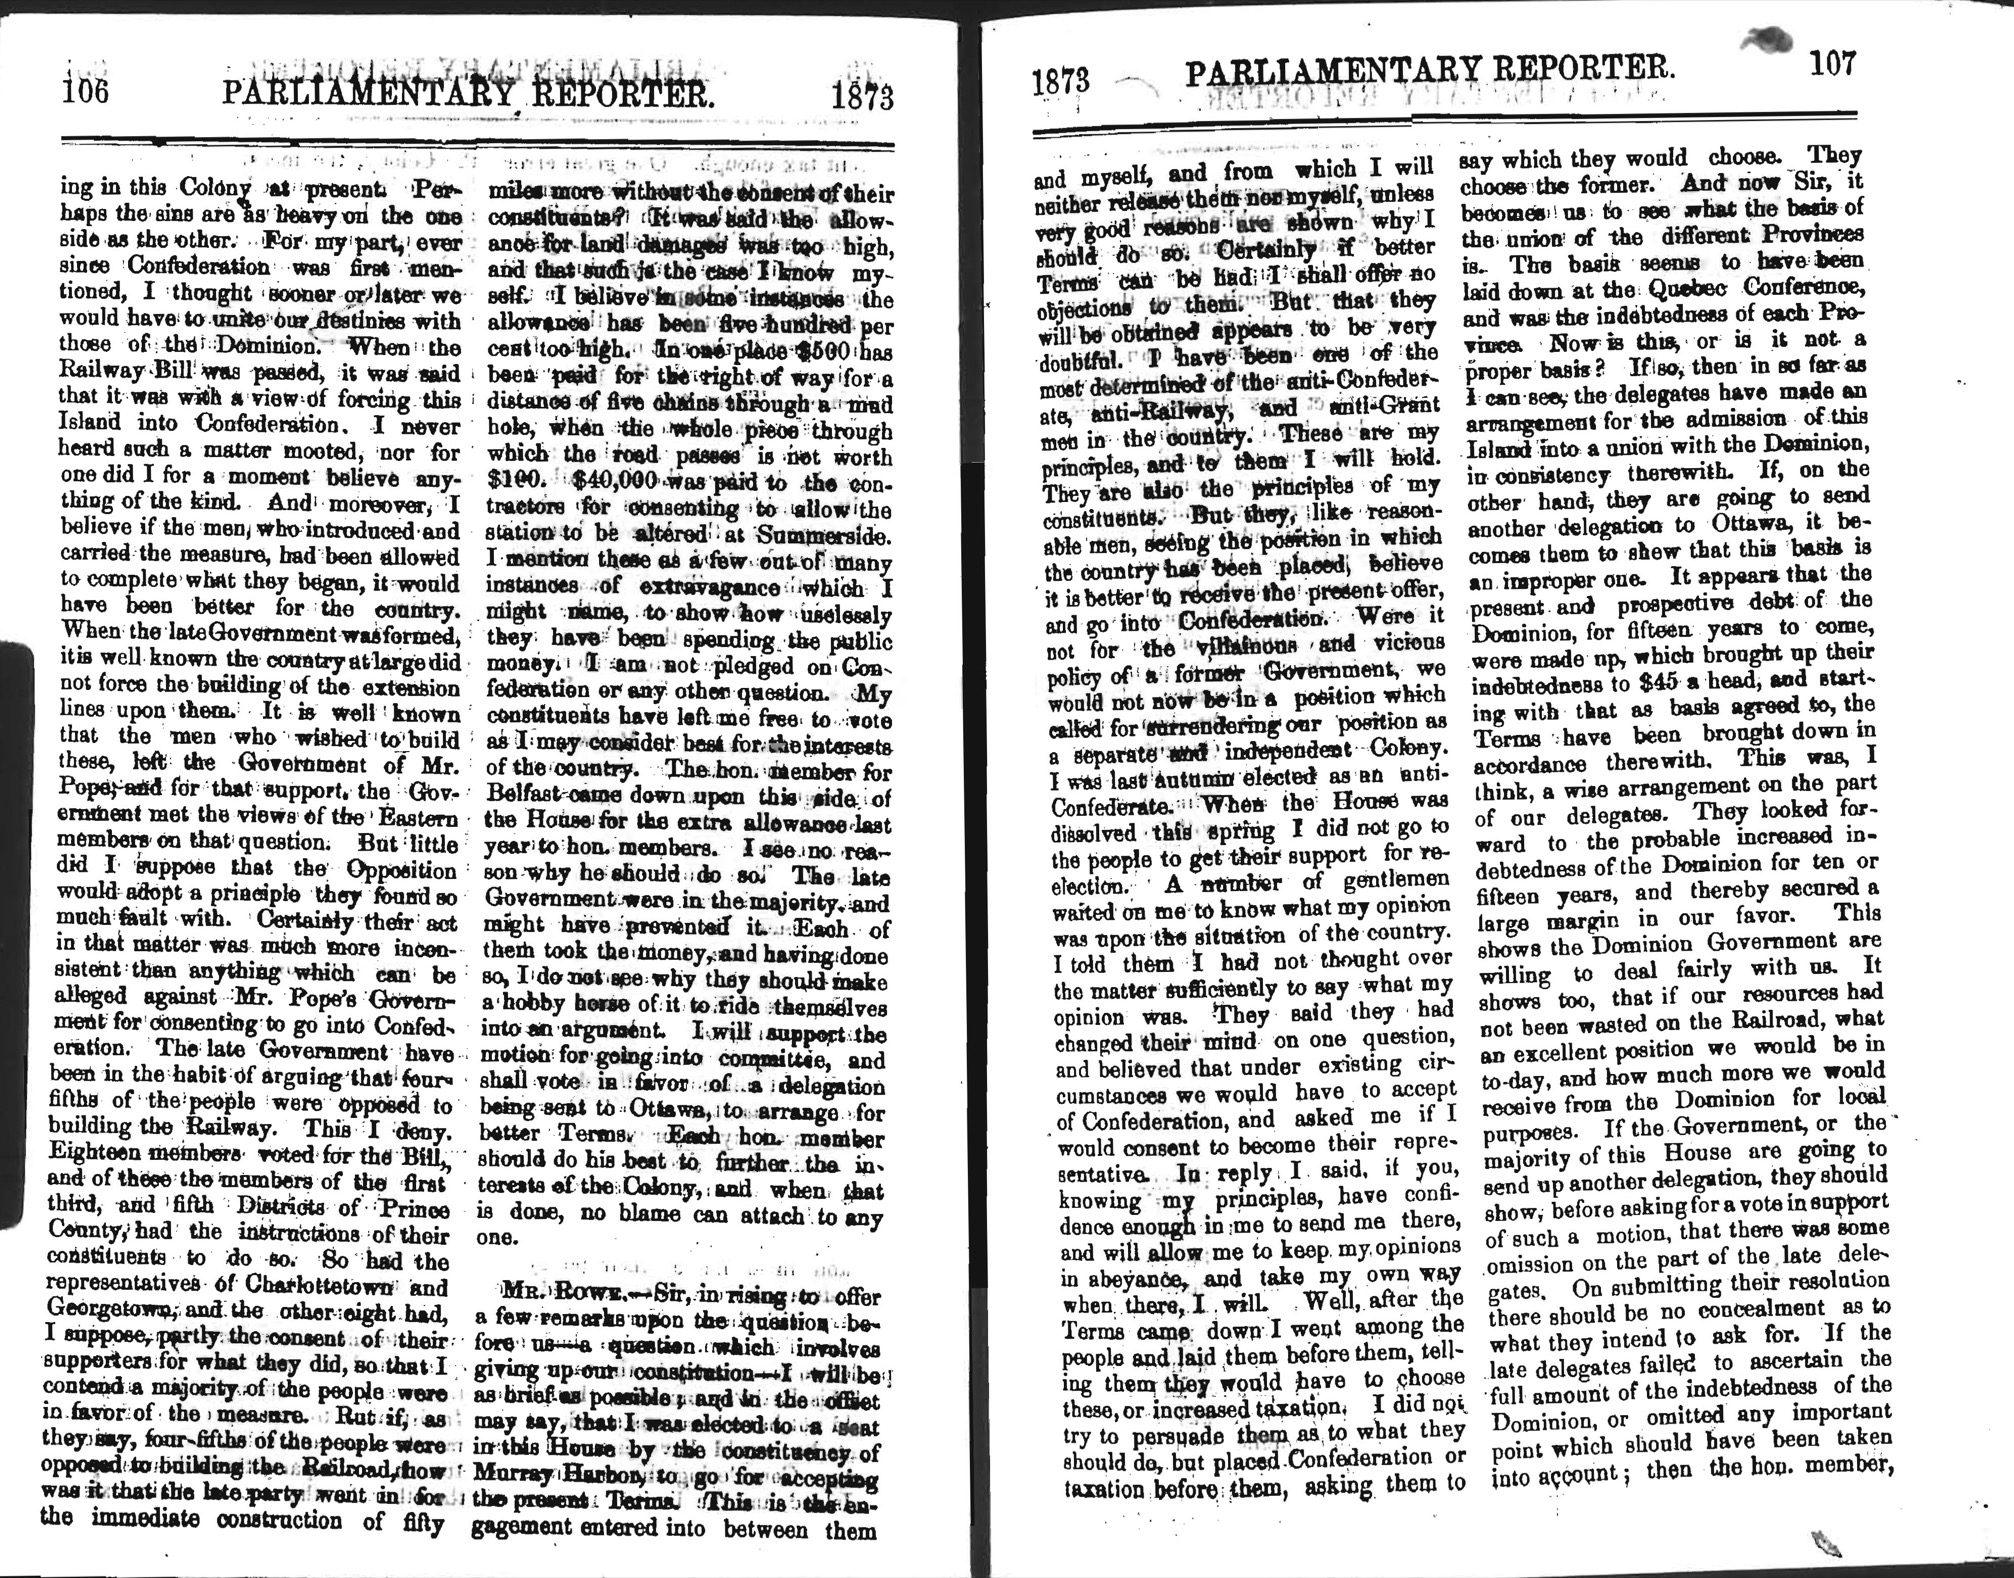 106 PARLIAMENTARY REPORTER. 1873
ing in this Colony at present. Per-
haps the sins are as heavy on the one
side as the other. For my part, ever
since Confederation was first men-
tioned, I thought sooner or later we
would have to unite our destinies with
those of the Dominion. When the
Railway Bill was passed, it was said
that it was with a view of forcing this
Island into Confederation. I never
heard such a matter mooted, nor for
one did I for a moment believe any-
thing of the kind. And moreover, I
believe if the men, who introduced and
carried the measure, had been allowed
to complete what they began, it would
have been better for the country.
When the late Government was formed,
it is well known the country at large did
not force the building of the extension
lines upon them. It is well known
that the men who wished to build
these, left the Government of Mr.
Pope, and for that support, the Gov-
ernment met the views of the Eastern
members on that question. But little
did I suppose that the Opposition
would adopt a principle they found so
much fault with. Certainly their act
in that matter was much more incon-
sistent than anything which can be
alleged against Mr. Pope's Govern-
ment for consenting to go into Confed-
eration. The late Government have
been in the habit of arguing that four-
fifths of the people were opposed to
building the Railway. This I deny.
Eighteen members voted for the Bill,
and of these the members of the first
third, and fifth Districts of Prince
County, had the instructions of their
constituents to do so. So had the
representatives of Charlottetown and
Georgetown, and the other eight had,
I suppose, partly the consent of their
supporters for what they did, so that I
contend a majority of the people were
in favor of the measure. But if, as
they say, four-fifths of the people were
opposed to building the Railroad, how
was it that the late party went in for
the immediate construction of fifty
miles more without the consent of their
constituents? It was said the allow-
ance for land damages was too high,
and that such is the case I know my-
self. I believe in some instances the
allowance has been five hundred per
cent too high. In one place $500 has
been paid for the right of way for a
distance of five chains through a mud
hole, when the whole piece through
which the road passes is not worth
$100. $40,000 was paid to the con-
tractors for consenting to allow the
station to be altered at Summerside.
I mention these as a few out of many
instances of extravagance which I
might name, to show how uselessly
they have been spending the public
money. I am not pledged on Con-
federation or any other question. My
constituents have left me free to vote
as I may consider best for the interests
of the country. The hon. member for
Belfast came down upon this side of
the House for the extra allowance last
year to hon. members. I see no rea-
son why he should do so. The late
Government were in the majority, and
might have prevented it. Each of
them took the money, and having done
so, I do not see why they should make
a hobby horse of it to ride themselves
into an argument. I will support the
motion for going into committee, and
shall vote in favor of a delegation
being sent to Ottawa, to arrange for
better Terms. Each hon. member
should do his best to further the in-
terests of the Colony, and when that
is done, no blame can attach to any
one.
MR. ROWE.—Sir, in rising to offer
a few remarks upon the question be-
fore us—a question which involves
giving up our constitution—I will be
as brief as possible; and in the offset
may say, that I was elected to a seat
in this House by the constituency of
Murray Harbon, to go for accepting
the present Terms. This is the en-
gagement entered into between them
1873 PARLIAMENTARY REPORTER. 107
and myself, and from which I will
neither release them nor myself, unless
very good reasons are shown why I
should do so. Certainly if better
Terms can be had I shall offer no
objections to them. But that they
will be obtained appears to be very
doubtful. I have been one of the
most determined of the anti-Confeder-
ate, anti-Railway, and anti-Grant
men in the country. These are my
principles, and to them I will hold.
They are also the principles of my
constituents. But they, like reason-
able men, seeing the position in which
the country has been placed, believe
it is better to receive the present offer,
and go into Confederation. Were it
not for the villainous and vicious
policy of a former Government, we
would not now be in a position which
called for surrendering our position as
a separate and independent Colony.
I was last autumn elected as an anti-
Confederate. When the House was
dissolved this spring I did not go to
the people to get their support for re-
election. A number of gentlemen
waited on me to know what my opinion
was upon the situation of the country.
I told them I had not thought over
the matter sufficiently to say what my
opinion was. They said they had
changed their mind on one question,
and believed that under existing cir-
cumstances we would have to accept
of Confederation, and asked me if I
would consent to become their repre-
sentative. In reply I said, if you,
knowing my principles, have confi-
dence enough in me to send me there,
and will allow me to keep my opinions
in abeyance, and take my own way
when there, I will. Well, after the
Terms came down I went among the
people and laid them before them, tell-
ing them they would have to choose
these, or increased taxation. I did not
try to persuade them as to what they
should do, but placed Confederation or
taxation before them, asking them to
say which they would choose. They
choose the former. And now Sir, it
becomes us to see what the basis of
the union of the different Provinces
is. The basis seems to have been
laid down at the Quebec Conference,
and was the indebtedness of each Pro-
vince. Now is this, or is it not a
proper basis? If so, then in so far as
I can see, the delegates have made an
arrangement for the admission of this
Island into a union with the Dominion,
in consistency therewith. If, on the
other hand, they are going to send
another delegation to Ottawa, it be-
comes them to shew that this basis is
an improper one. It appears that the
present and prospective debt of the
Dominion, for fifteen years to come,
were made up, which brought up their
indebtedness to $45 a head, and start-
ing with that as basis agreed to, the
Terms have been brought down in
accordance therewith. This was, I
think, a wise arrangement on the part
of our delegates. They looked for-
ward to the probable increased in-
debtedness of the Dominion for ten or
fifteen years, and thereby secured a
large margin in our favor. This
shows the Dominion Government are
willing to deal fairly with us. It
shows too, that if our resources had
not been wasted on the Railroad, what
an excellent position we would be in
to-day, and how much more we would
receive from the Dominion for local
purposes. If the Government, or the
majority of this House are going to
send up another delegation, they should
show, before asking for a vote in support
of such a motion, that there was some
omission on the part of the late dele-
gates. On submitting their resolution
there should be no concealment as to
what they intend to ask for. If the
late delegates failed to ascertain the
full amount of the indebtedness of the
Dominion, or omitted any important
point which should have been taken
into account; then the hon. member,